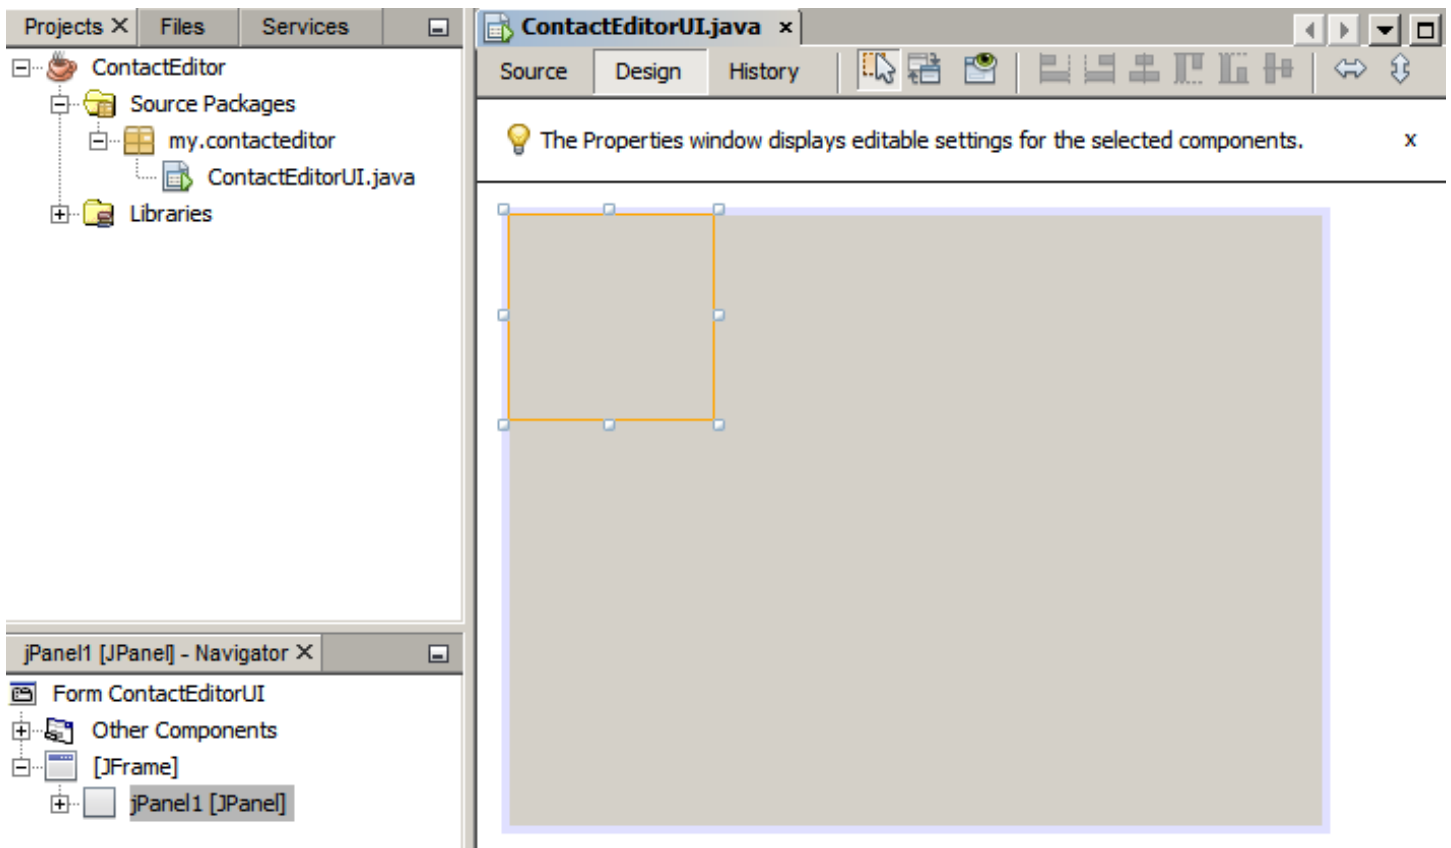 Projects Files Services
ContactEditor
Source Packages
my.contacteditor
ContactEditorUI.java
Libraries
jPanel1 [JPanel] - Navigator
Form ContactEditorUI
Other Components
[JFrame]
jPanel1 [JPanel]
ContactEditorUI.java
Source Design History
The Properties window displays editable settings for the selected components. x